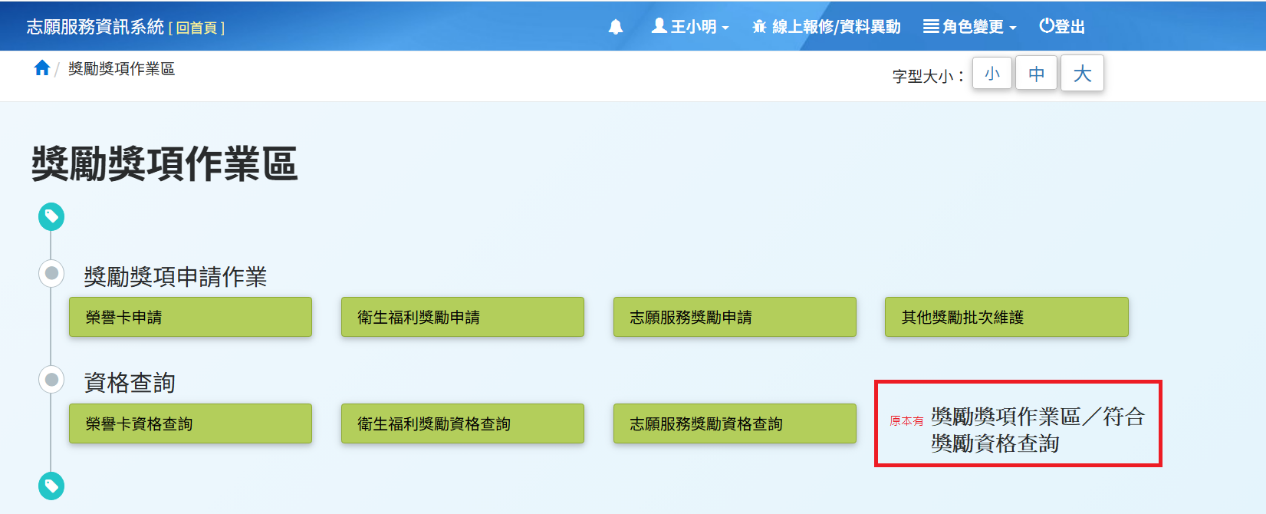 志願服務資訊系統 [ 回首頁 ]
王小明
線上報修/資料異動
角色變更
登出
/ 獎勵獎項作業區
字型大小：
小
中
大
獎勵獎項作業區
獎勵獎項申請作業
榮譽卡申請
衛生福利獎勵申請
志願服務獎勵申請
其他獎勵批次維護
資格查詢
榮譽卡資格查詢
衛生福利獎勵資格查詢
志願服務獎勵資格查詢
原本有
獎勵獎項作業區／符合
獎勵資格查詢